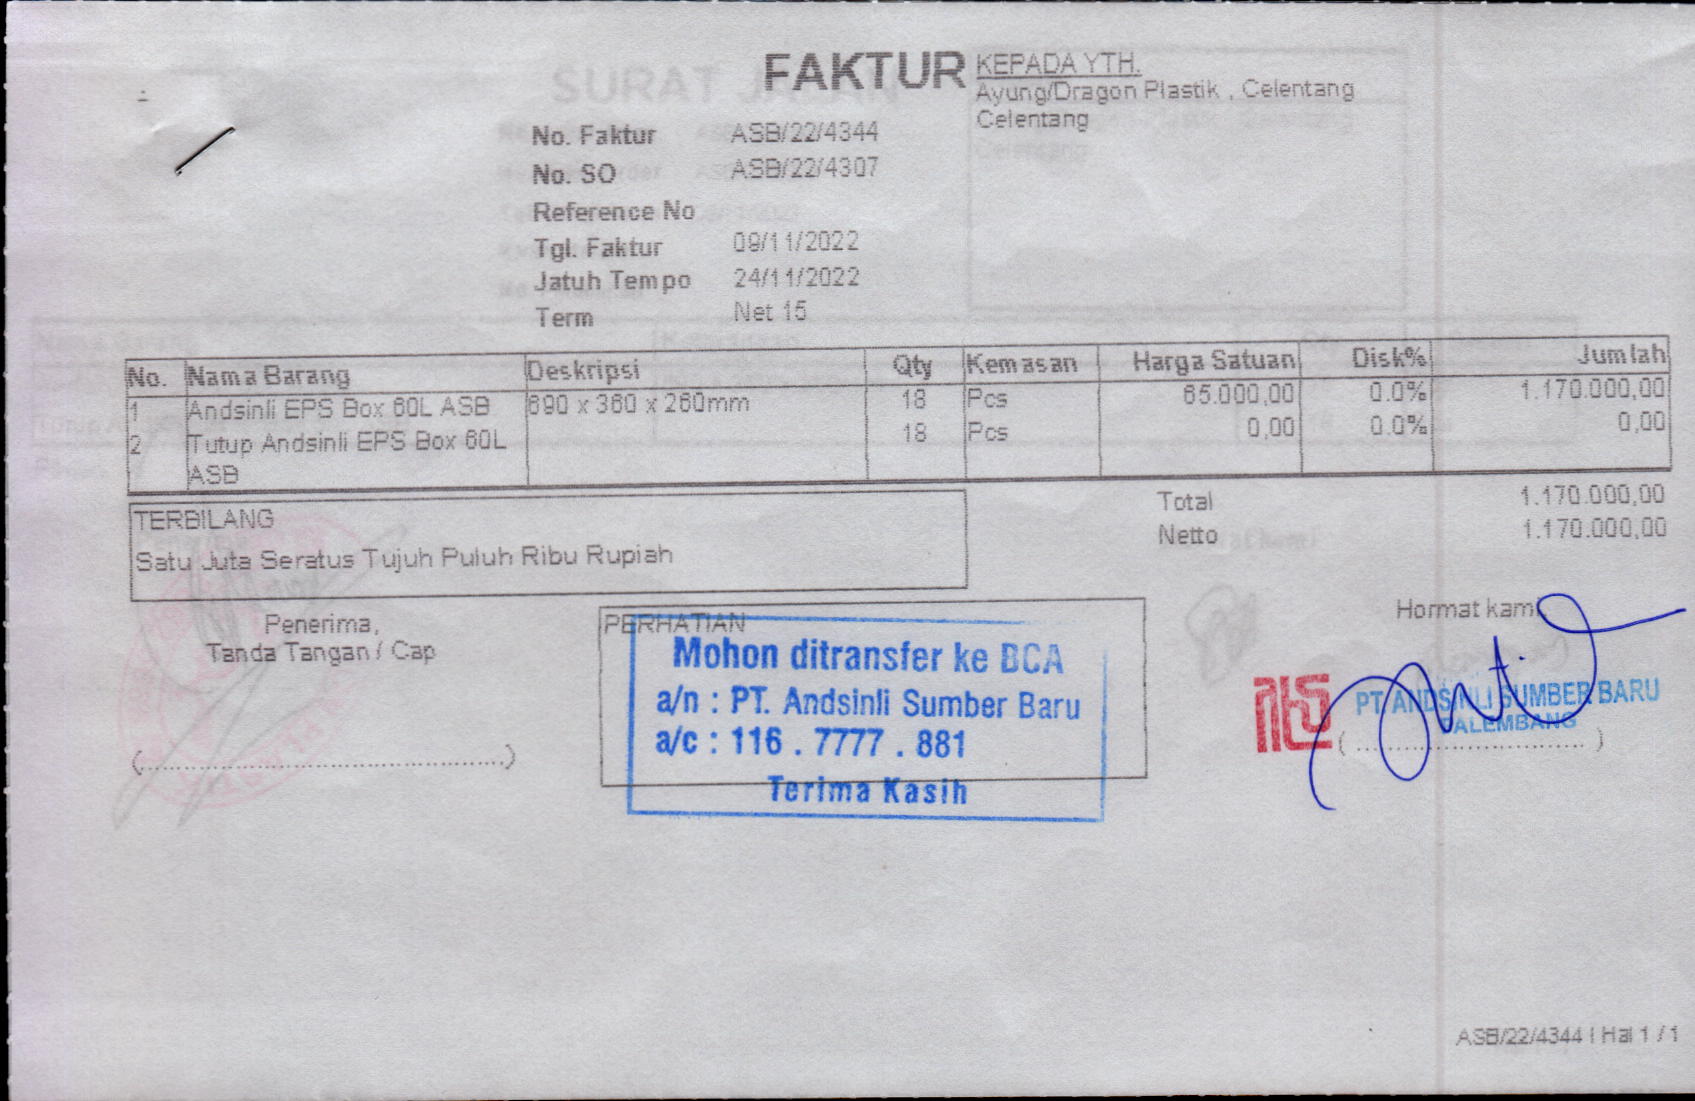 FAKTUR
KEPADA YTH.
Ayung/Dragon Plastik , Celentang
Celentang
No. Faktur ASB/22/4344
No. SO ASB/22/4307
Reference No
Tgl. Faktur 09/11/2022
Jatuh Tempo 24/11/2022
Term Net 15
No. Nama Barang Deskripsi Qty Kemasan Harga Satuan Disk% Jumlah
1 Andsinli EPS Box 60L ASB 690 x 360 x 260mm 18 Pcs 65.000,00 0.0% 1.170.000,00
2 Tutup Andsinli EPS Box 60L 18 Pcs 0,00 0.0% 0,00
ASB
Total 1.170.000,00
Netto 1.170.000,00
TERBILANG
Satu Juta Seratus Tujuh Puluh Ribu Rupiah
Penerima,
Tanda Tangan / Cap
(..............................................)
PERHATIAN
Mohon ditransfer ke BCA
a/n : PT. Andsinli Sumber Baru
a/c : 116 . 7777 . 881
Terima Kasih
Hormat kami
PT. ANDSINLI SUMBER BARU
PALEMBANG
(..............................)
SURAT JALAN
ASB/22/4344 | Hal 1 / 1